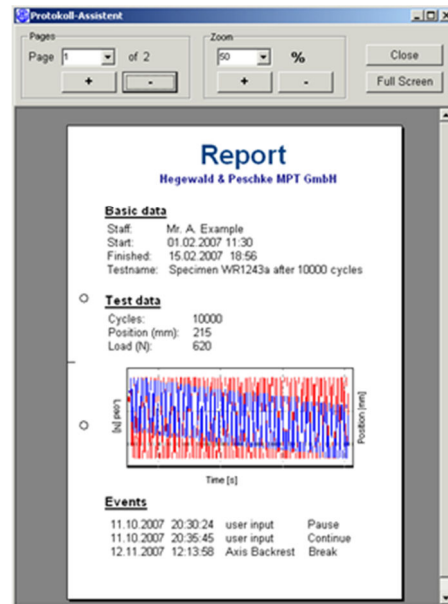 Protokoll-Assistent
Pages
Page 1 of 2
+ -
Zoom
50 %
+ -
Close
Full Screen
Report
Hegewald & Peschke MPT GmbH
Basic data
Staff: Mr. A. Example
Start: 01.02.2007 11:30
Finished: 15.02.2007 18:56
Testname: Specimen WR1243a after 10000 cycles
Test data
Cycles: 10000
Position (mm): 215
Load (N): 620
Load [N]
Position [mm]
Time [s]
Events
11.10.2007 20:30:24 user input Pause
11.10.2007 20:35:45 user input Continue
12.11.2007 12:13:58 Axis Backrest Break